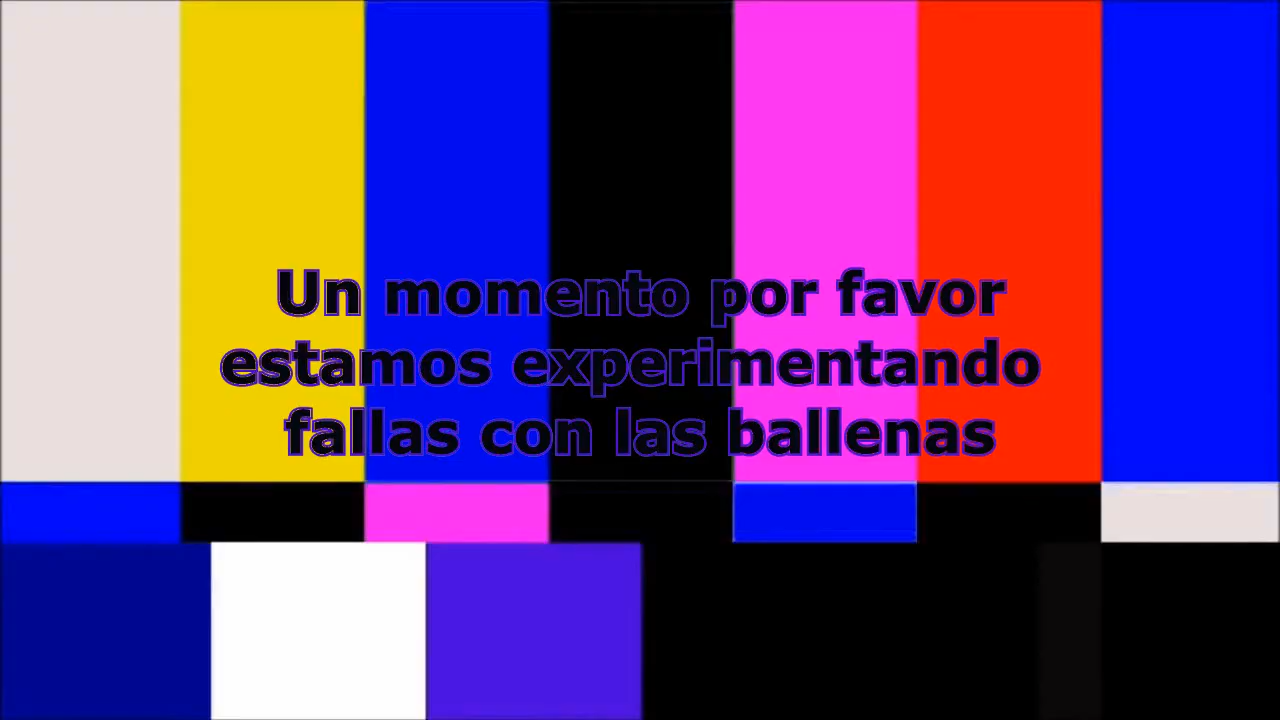 Un momento por favor
estamos experimentando
fallas con las ballenas